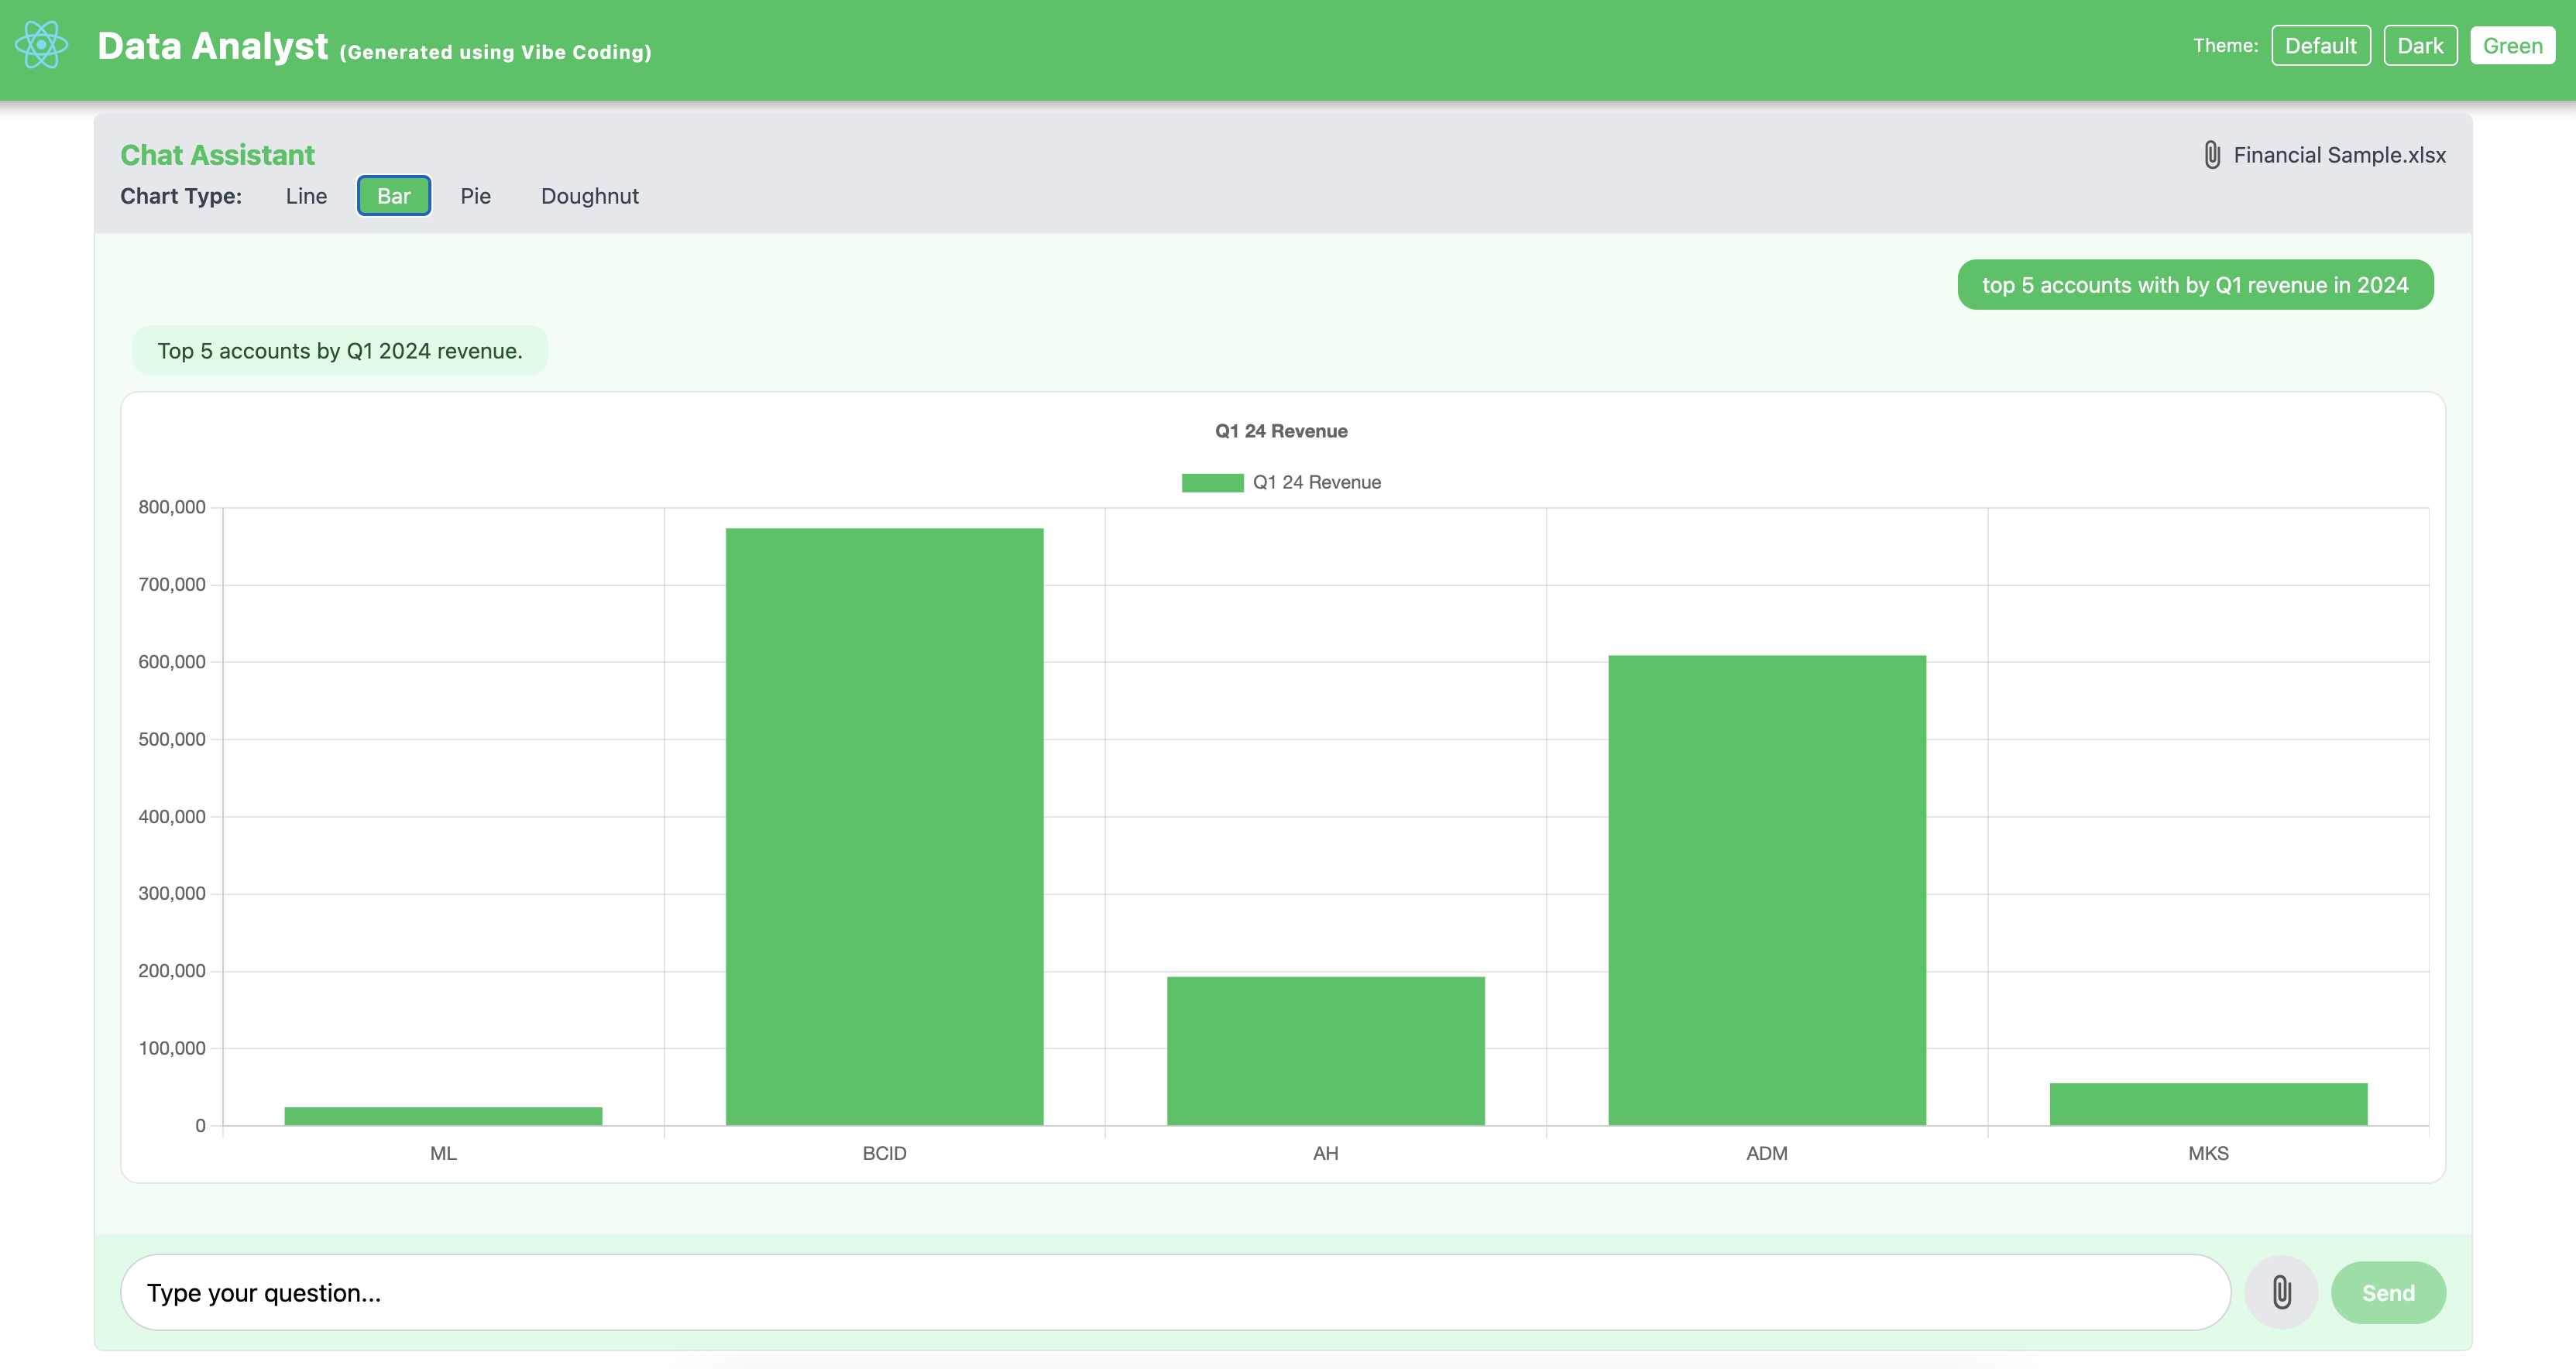 Data Analyst (Generated using Vibe Coding)
Theme: Default Dark Green
Chat Assistant
Financial Sample.xlsx
Chart Type: Line Bar Pie Doughnut
top 5 accounts with by Q1 revenue in 2024
Top 5 accounts by Q1 2024 revenue.
Q1 24 Revenue
Q1 24 Revenue
800,000
700,000
600,000
500,000
400,000
300,000
200,000
100,000
0
ML BCID AH ADM MKS
Type your question...
Send